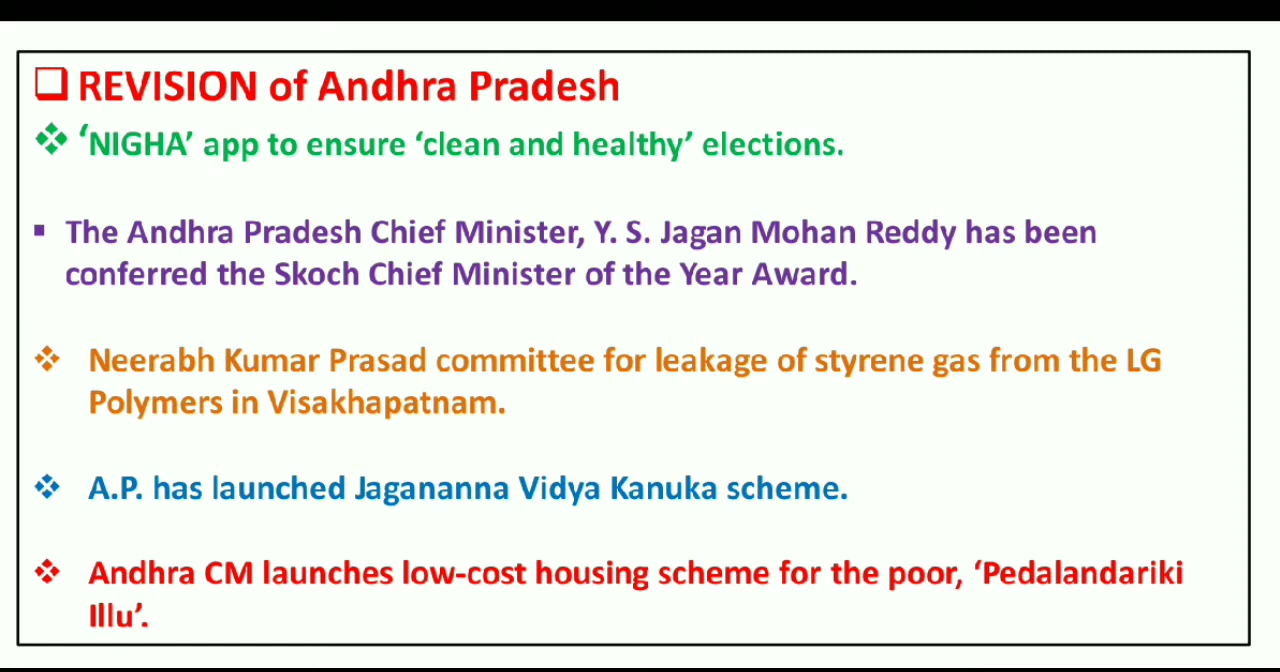 REVISION of Andhra Pradesh
‘NIGHA’ app to ensure ‘clean and healthy’ elections.
The Andhra Pradesh Chief Minister, Y. S. Jagan Mohan Reddy has been
conferred the Skoch Chief Minister of the Year Award.
Neerabh Kumar Prasad committee for leakage of styrene gas from the LG
Polymers in Visakhapatnam.
A.P. has launched Jagananna Vidya Kanuka scheme.
Andhra CM launches low-cost housing scheme for the poor, ‘Pedalandariki
Illu’.